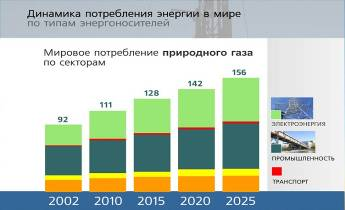 Динамика потребления энергии в мире
по типам энергоносителей
Мировое потребление природного газа
по секторам
92
111
128
142
156
ЭЛЕКТРОЭНЕРГИЯ
ПРОМЫШЛЕННОСТЬ
ТРАНСПОРТ
2002 2010 2015 2020 2025